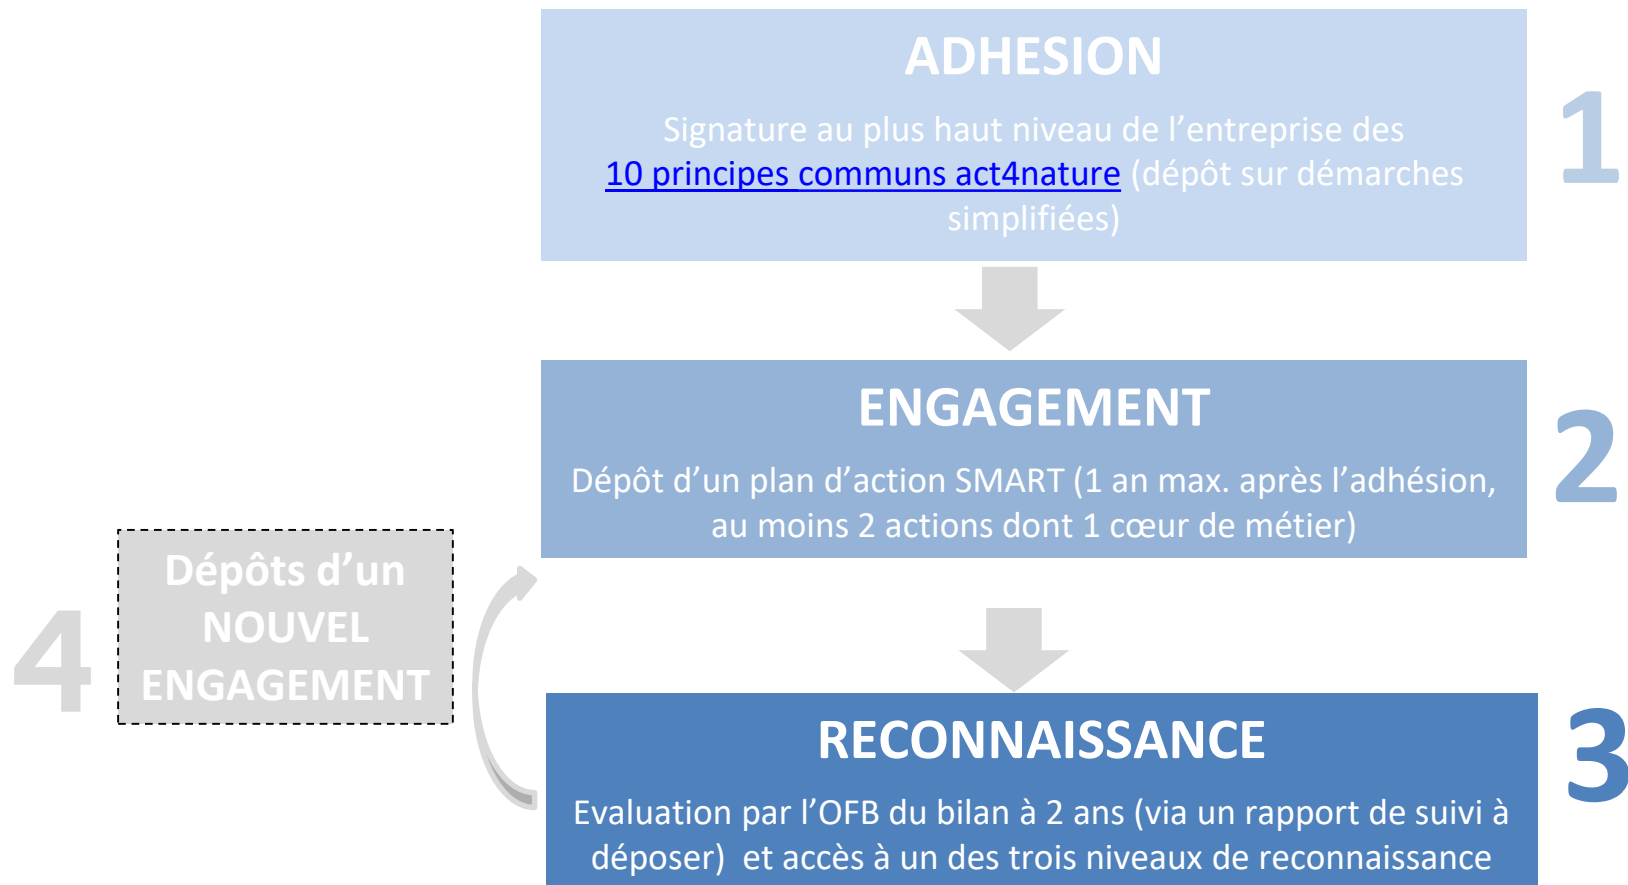 ADHESION
Signature au plus haut niveau de l’entreprise des
10 principes communs act4nature (dépôt sur démarches
simplifiées)
1
ENGAGEMENT
Dépôt d’un plan d’action SMART (1 an max. après l’adhésion,
au moins 2 actions dont 1 cœur de métier)
2
RECONNAISSANCE
Evaluation par l’OFB du bilan à 2 ans (via un rapport de suivi à
déposer)  et accès à un des trois niveaux de reconnaissance
3
4
Dépôts d’un
NOUVEL
ENGAGEMENT